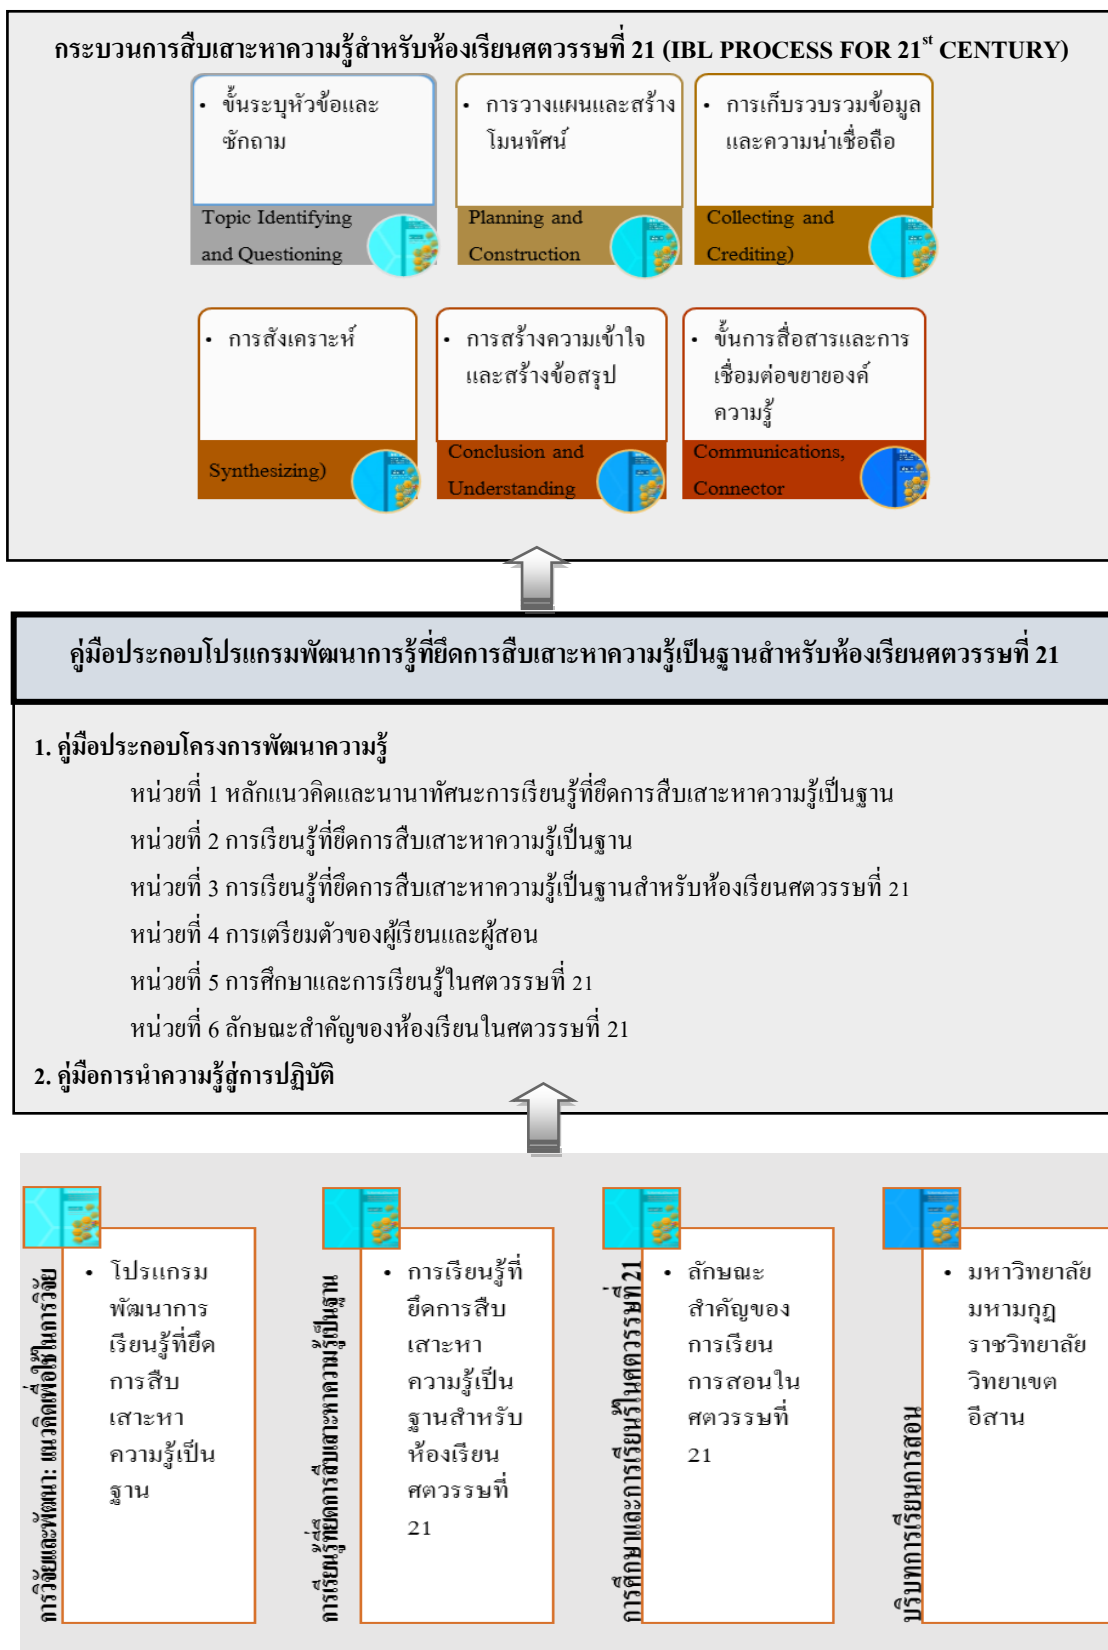 กระบวนการสืบเสาะหาความรู้สำหรับห้องเรียนศตวรรษที่ 21 (IBL PROCESS FOR 21st CENTURY)
• ขั้นระบุหัวข้อและ
ซักถาม
Topic Identifying
and Questioning
• การวางแผนและสร้าง
โมนทัศน์
Planning and
Construction
• การเก็บรวบรวมข้อมูล
และความน่าเชื่อถือ
Collecting and
Crediting)
• การสังเคราะห์
Synthesizing)
• การสร้างความเข้าใจ
และสร้างข้อสรุป
Conclusion and
Understanding
• ขั้นการสื่อสารและการ
เชื่อมต่อขยายองค์
ความรู้
Communications,
Connector
คู่มือประกอบโปรแกรมพัฒนาการรู้ที่ยึดการสืบเสาะหาความรู้เป็นฐานสำหรับห้องเรียนศตวรรษที่ 21
1. คู่มือประกอบโครงการพัฒนาความรู้
หน่วยที่ 1 หลักแนวคิดและนานาทัศนะการเรียนรู้ที่ยึดการสืบเสาะหาความรู้เป็นฐาน
หน่วยที่ 2 การเรียนรู้ที่ยึดการสืบเสาะหาความรู้เป็นฐาน
หน่วยที่ 3 การเรียนรู้ที่ยึดการสืบเสาะหาความรู้เป็นฐานสำหรับห้องเรียนศตวรรษที่ 21
หน่วยที่ 4 การเตรียมตัวของผู้เรียนและผู้สอน
หน่วยที่ 5 การศึกษาและการเรียนรู้ในศตวรรษที่ 21
หน่วยที่ 6 ลักษณะสำคัญของห้องเรียนในศตวรรษที่ 21
2. คู่มือการนำความรู้สู่การปฏิบัติ
การวิจัยและพัฒนา: แนวคิดเพื่อใช้ในการวิจัย
• โปรแกรม
พัฒนาการ
เรียนรู้ที่ยึด
การสืบ
เสาะหา
ความรู้เป็น
ฐาน
การเรียนรู้ที่ยึดการสืบเสาะหาความรู้เป็นฐาน
• การเรียนรู้ที่
ยึดการสืบ
เสาะหา
ความรู้เป็น
ฐานสำหรับ
ห้องเรียน
ศตวรรษที่
21
การศึกษาและการเรียนรู้ในศตวรรษที่ 21
• ลักษณะ
สำคัญของ
การเรียน
การสอนใน
ศตวรรษที่
21
บริบทการเรียนการสอน
• มหาวิทยาลัย
มหามกุฏ
ราชวิทยาลัย
วิทยาเขต
อีสาน